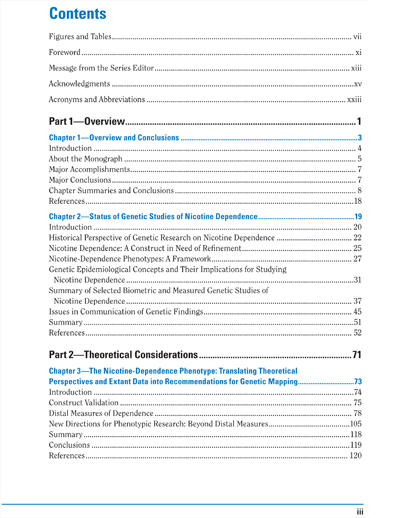 Contents
Figures and Tables................ vii
Foreword................ xi
Message from the Series Editor................ xiii
Acknowledgments................xv
Acronyms and Abbreviations................ xxiii
Part 1—Overview................1
Chapter 1—Overview and Conclusions................3
Introduction................ 4
About the Monograph................ 5
Major Accomplishments................ 7
Major Conclusions................ 7
Chapter Summaries and Conclusions................ 8
References................18
Chapter 2—Status of Genetic Studies of Nicotine Dependence................19
Introduction................ 20
Historical Perspective of Genetic Research on Nicotine Dependence................ 22
Nicotine Dependence: A Construct in Need of Refinement................ 25
Nicotine-Dependence Phenotypes: A Framework................ 27
Genetic Epidemiological Concepts and Their Implications for Studying
Nicotine Dependence................31
Summary of Selected Biometric and Measured Genetic Studies of
Nicotine Dependence................ 37
Issues in Communication of Genetic Findings................ 45
Summary................51
References................ 52
Part 2—Theoretical Considerations................71
Chapter 3—The Nicotine-Dependence Phenotype: Translating Theoretical
Perspectives and Extant Data into Recommendations for Genetic Mapping................73
Introduction................74
Construct Validation................ 75
Distal Measures of Dependence................ 78
New Directions for Phenotypic Research: Beyond Distal Measures................105
Summary................118
Conclusions................119
References................ 120
iii